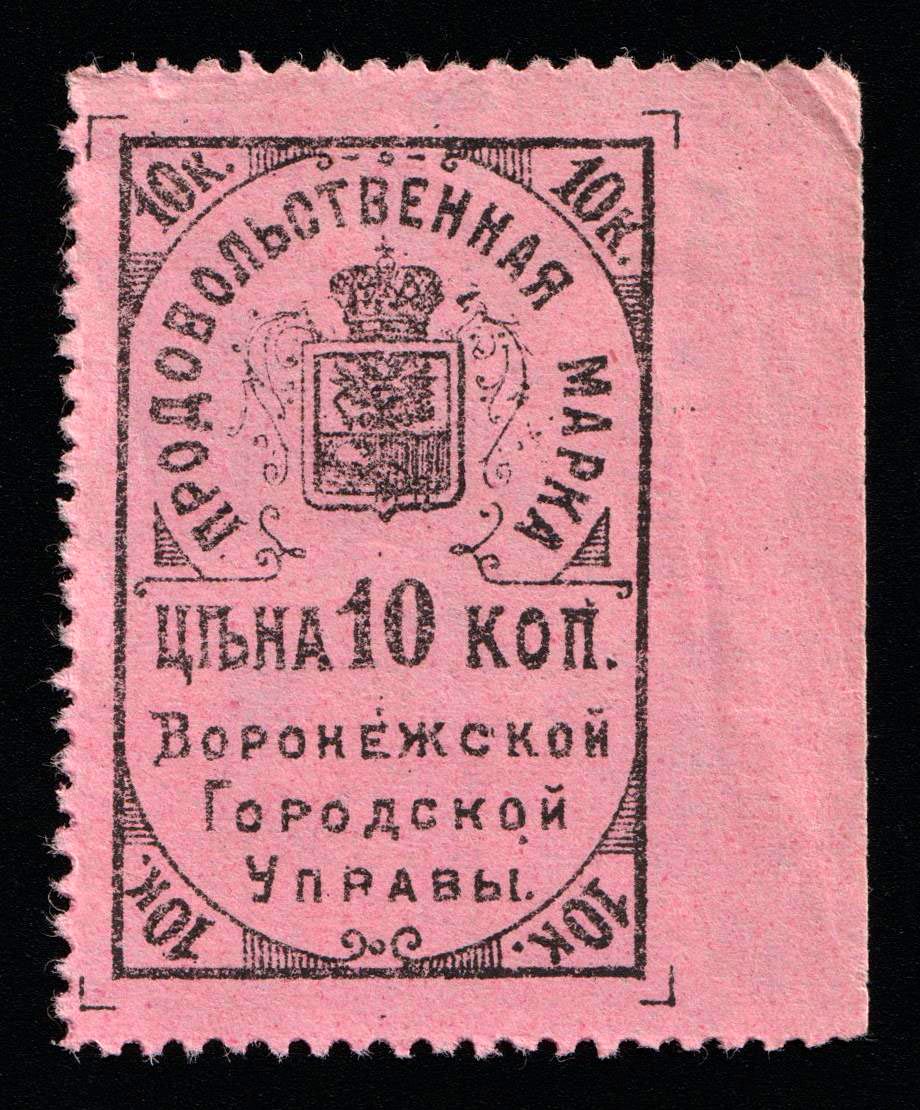 10К. 10К.
ПРОДОВОЛЬСТВЕННАЯ МАРКА
ЦѢНА 10 КОП.
ВОРОНЕЖСКОЙ
ГОРОДСКОЙ
УПРАВЫ.
10К. 10К.